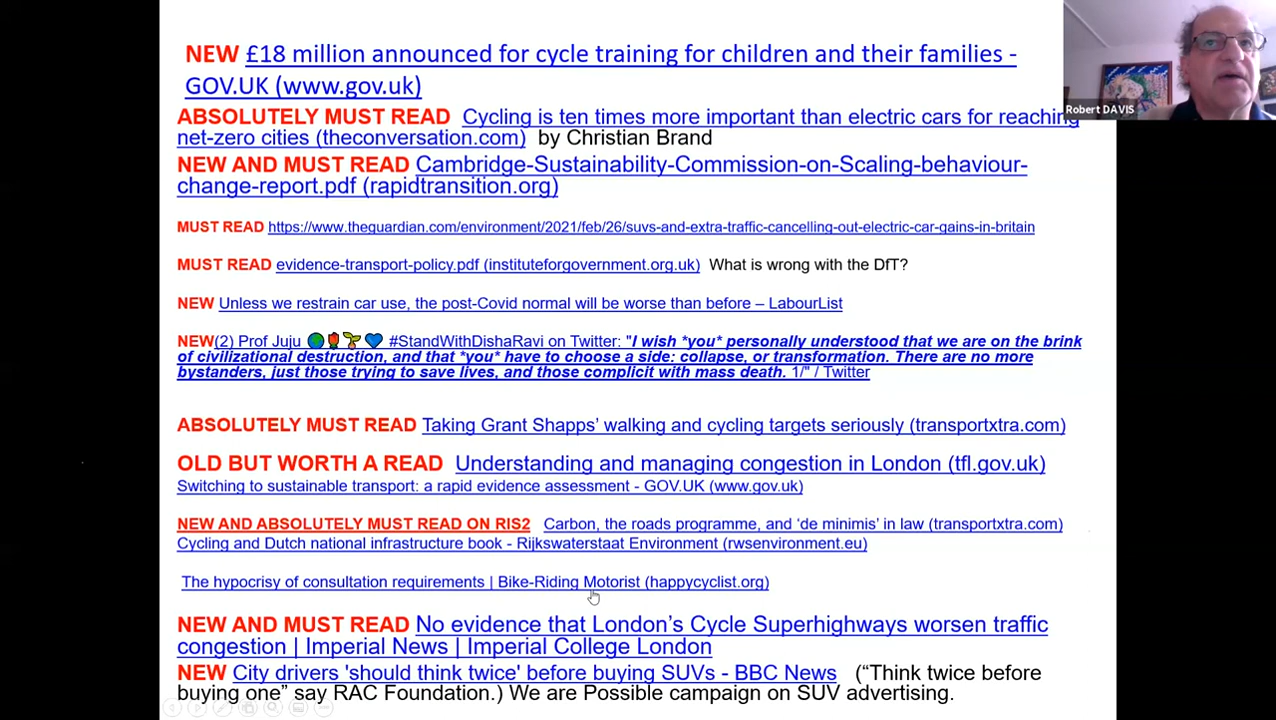 NEW £18 million announced for cycle training for children and their families -
GOV.UK (www.gov.uk)
Robert DAVIS
ABSOLUTELY MUST READ Cycling is ten times more important than electric cars for reaching
net-zero cities (theconversation.com) by Christian Brand
NEW AND MUST READ Cambridge-Sustainability-Commission-on-Scaling-behaviour-
change-report.pdf (rapidtransition.org)
MUST READ https://www.theguardian.com/environment/2021/feb/26/suvs-and-extra-traffic-cancelling-out-electric-car-gains-in-britain
MUST READ evidence-transport-policy.pdf (instituteforgovernment.org.uk) What is wrong with the DfT?
NEW Unless we restrain car use, the post-Covid normal will be worse than before – LabourList
NEW(2) Prof Juju 🌍🌹🌱💙 #StandWithDishaRavi on Twitter: "I wish *you* personally understood that we are on the brink
of civilizational destruction, and that *you* have to choose a side: collapse, or transformation. There are no more
bystanders, just those trying to save lives, and those complicit with mass death. 1/" / Twitter
ABSOLUTELY MUST READ Taking Grant Shapps’ walking and cycling targets seriously (transportxtra.com)
OLD BUT WORTH A READ Understanding and managing congestion in London (tfl.gov.uk)
Switching to sustainable transport: a rapid evidence assessment - GOV.UK (www.gov.uk)
NEW AND ABSOLUTELY MUST READ ON RIS2 Carbon, the roads programme, and ‘de minimis’ in law (transportxtra.com)
Cycling and Dutch national infrastructure book - Rijkswaterstaat Environment (rwsenvironment.eu)
The hypocrisy of consultation requirements | Bike-Riding Motorist (happycyclist.org)
NEW AND MUST READ No evidence that London’s Cycle Superhighways worsen traffic
congestion | Imperial News | Imperial College London
NEW City drivers 'should think twice' before buying SUVs - BBC News (“Think twice before
buying one” say RAC Foundation.) We are Possible campaign on SUV advertising.